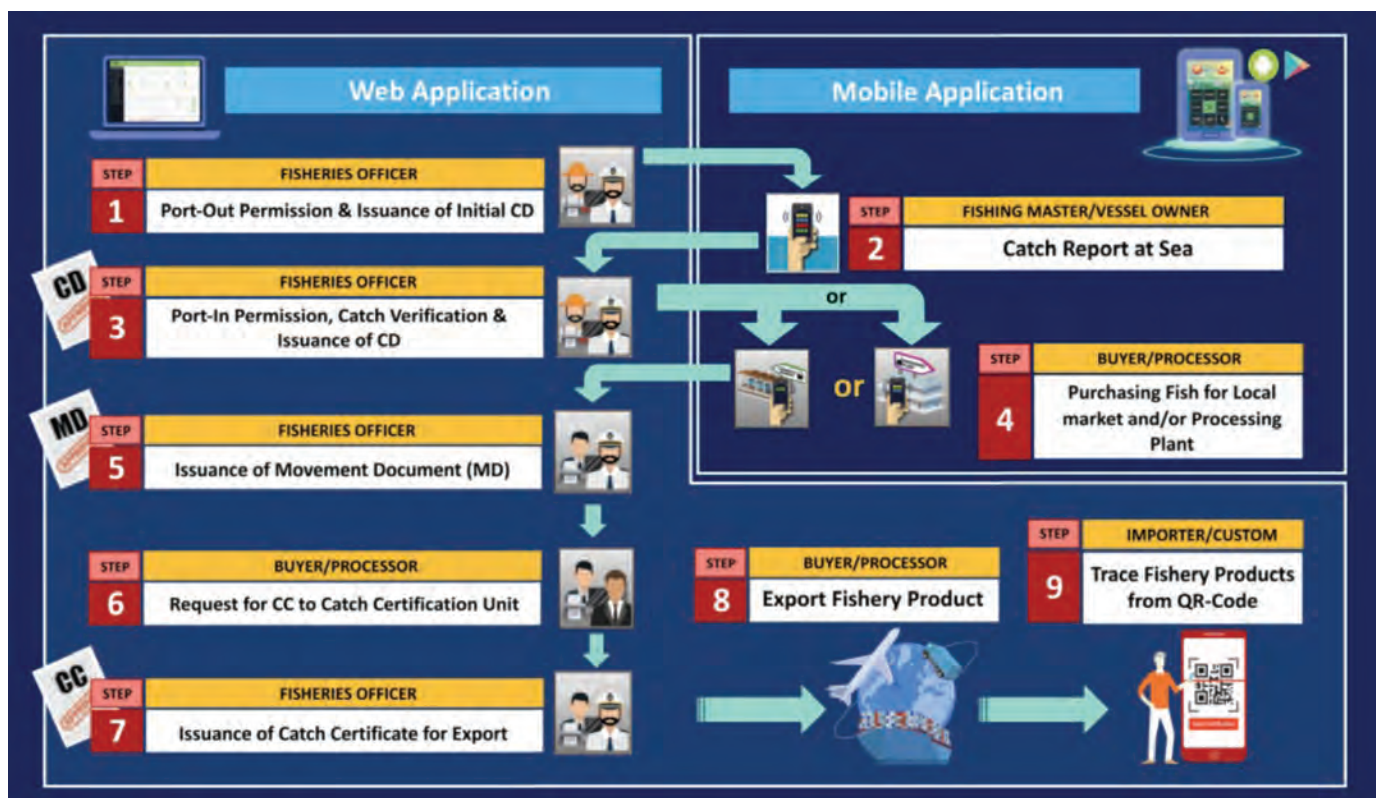 Web Application
Mobile Application
STEP
1
FISHERIES OFFICER
Port-Out Permission & Issuance of Initial CD
STEP
2
FISHING MASTER/VESSEL OWNER
Catch Report at Sea
CD
STEP
3
FISHERIES OFFICER
Port-In Permission, Catch Verification &
Issuance of CD
or
or
STEP
4
BUYER/PROCESSOR
Purchasing Fish for Local
market and/or Processing
Plant
MD
STEP
5
FISHERIES OFFICER
Issuance of Movement Document (MD)
STEP
6
BUYER/PROCESSOR
Request for CC to Catch Certification Unit
CC
STEP
7
FISHERIES OFFICER
Issuance of Catch Certificate for Export
STEP
8
BUYER/PROCESSOR
Export Fishery Product
STEP
9
IMPORTER/CUSTOM
Trace Fishery Products
from QR-Code